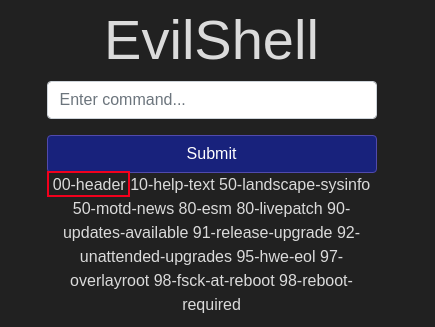 EvilShell
Enter command...
Submit
00-header 10-help-text 50-landscape-sysinfo
50-motd-news 80-esm 80-livepatch 90-
updates-available 91-release-upgrade 92-
unattended-upgrades 95-hwe-eol 97-
overlayroot 98-fsck-at-reboot 98-reboot-
required